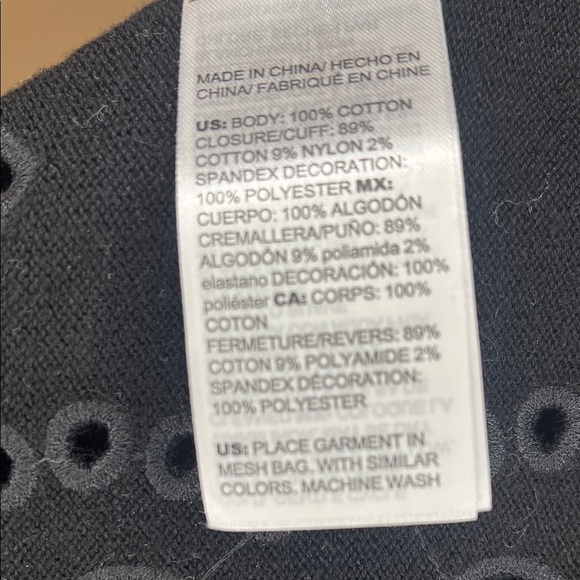 MADE IN CHINA/ HECHO EN
CHINA/ FABRIQUÉ EN CHINE
US: BODY: 100% COTTON
CLOSURE/CUFF: 89%
COTTON 9% NYLON 2%
SPANDEX DECORATION:
100% POLYESTER MX:
CUERPO: 100% ALGODÓN
CREMALLERA/PUÑO: 89%
ALGODÓN 9% poliamida 2%
elastano DECORACIÓN: 100%
poliéster CA: CORPS: 100%
COTON
FERMETURE/REVERS: 89%
COTON 9% POLYAMIDE 2%
SPANDEX DÉCORATION:
100% POLYESTER
US: PLACE GARMENT IN
MESH BAG, WITH SIMILAR
COLORS, MACHINE WASH